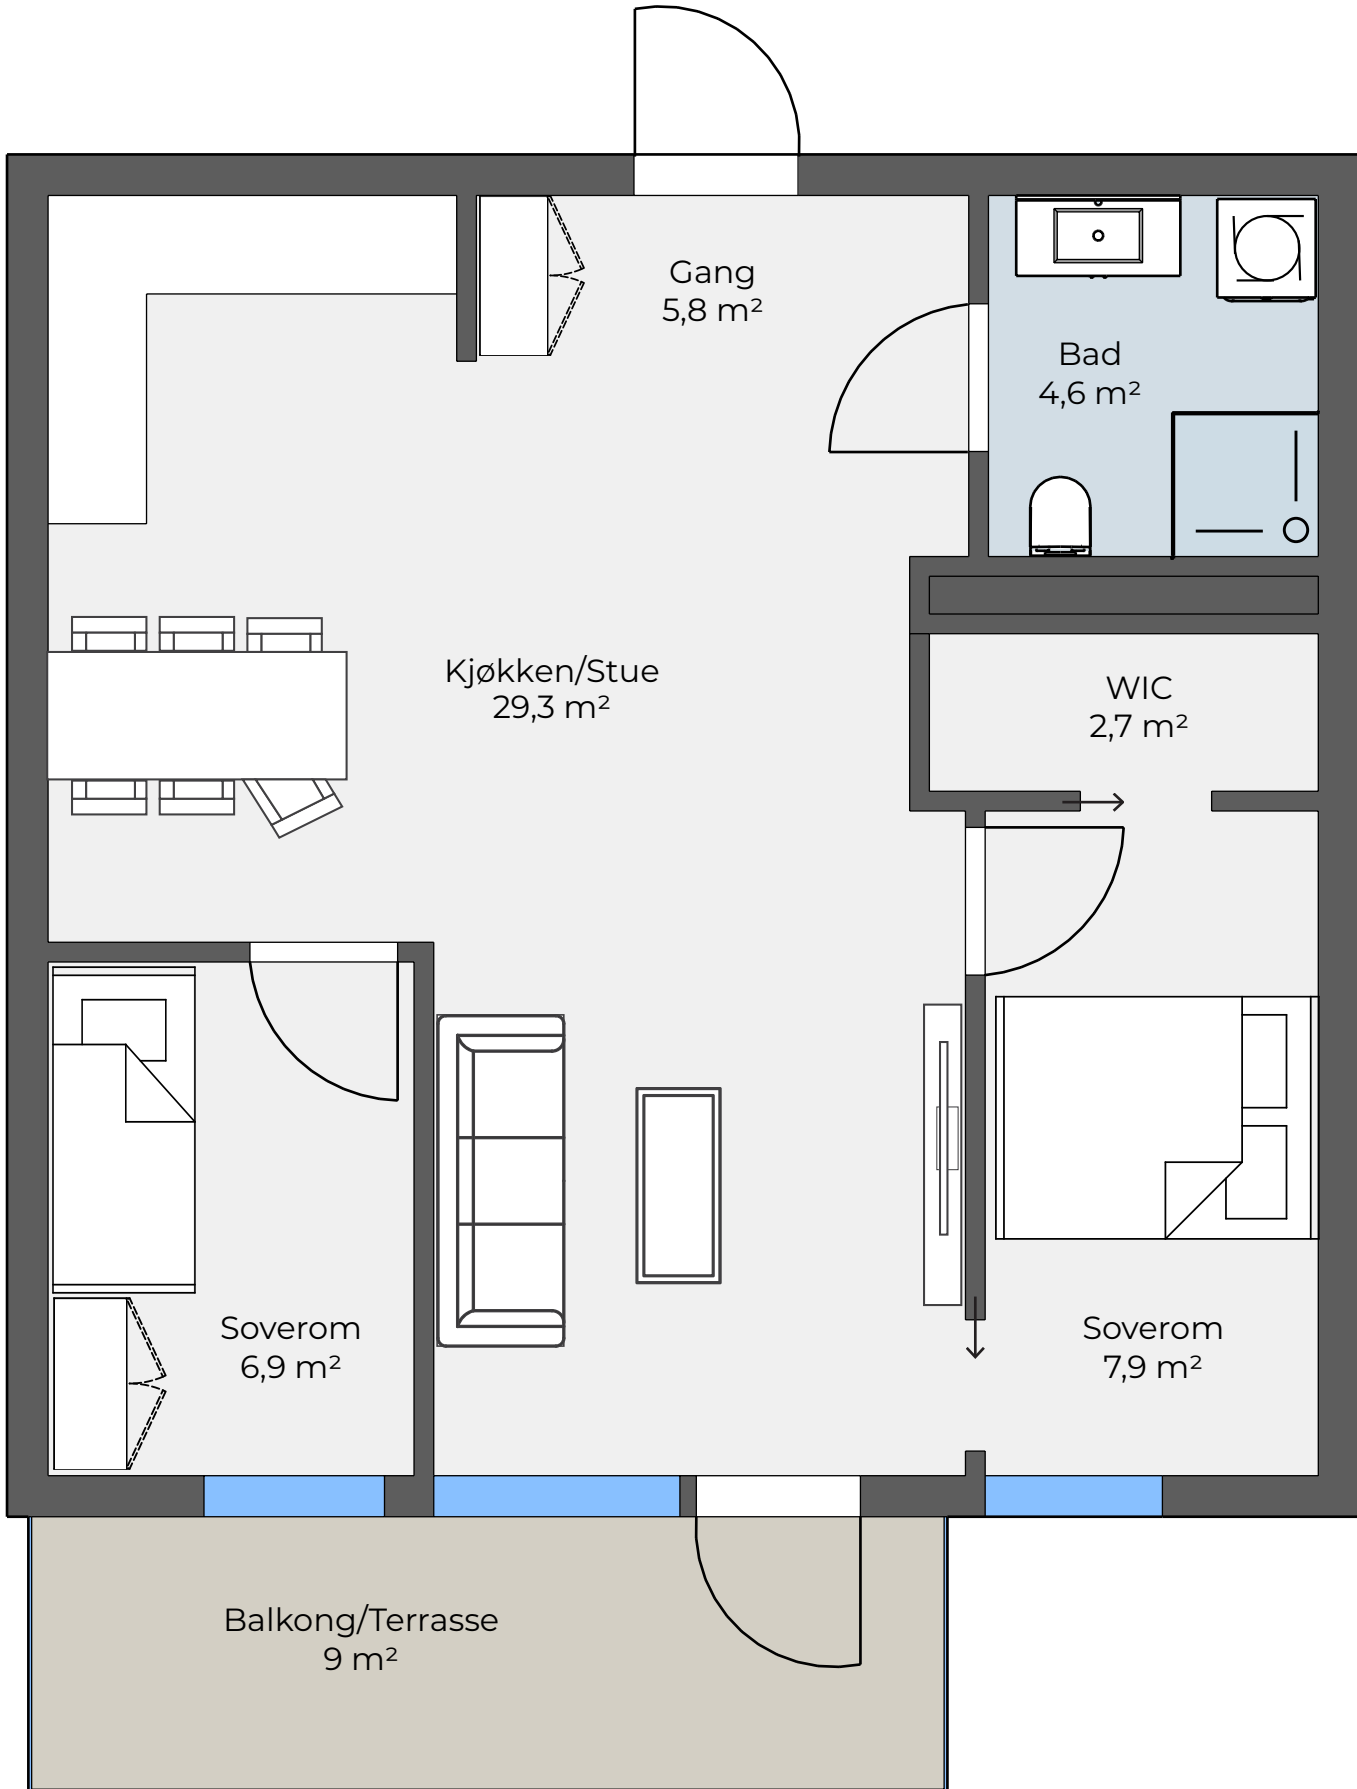 Gang
5,8 m²
Bad
4,6 m²
Kjøkken/Stue
29,3 m²
WIC
2,7 m²
Soverom
6,9 m²
Soverom
7,9 m²
Balkong/Terrasse
9 m²